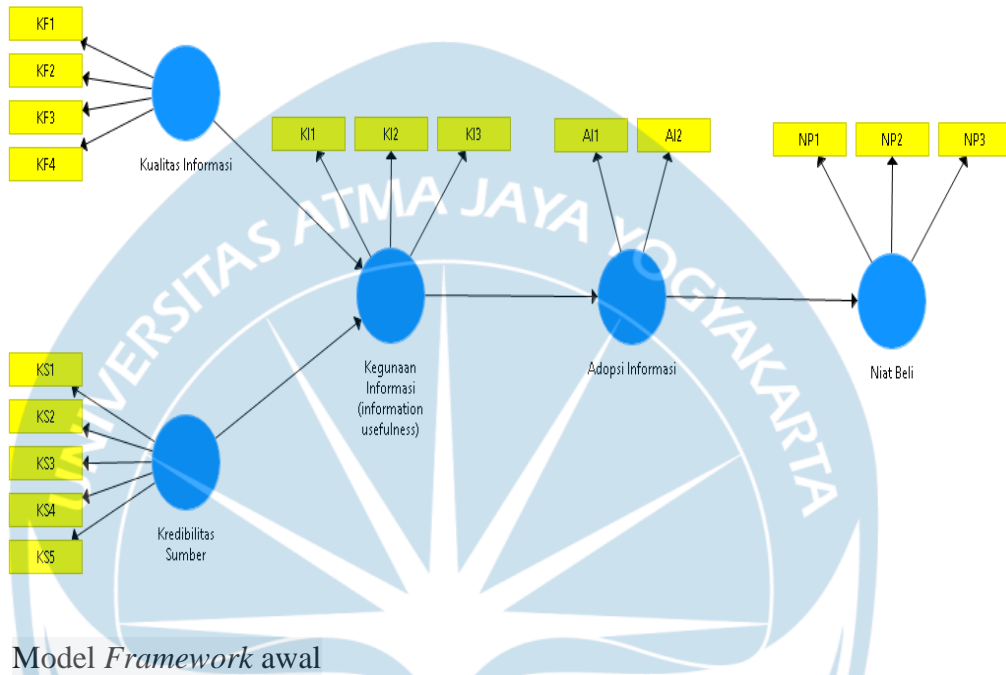 KF1
KF2
KF3
KF4
Kualitas Informasi
KS1
KS2
KS3
KS4
KS5
Kredibilitas
Sumber
KI1
KI2
KI3
Kegunaan
Informasi
(information
usefulness)
AI1
AI2
Adopsi Informasi
NP1
NP2
NP3
Niat Beli
UNIVERSITAS ATMA JAYA YOGYAKARTA
Model Framework awal